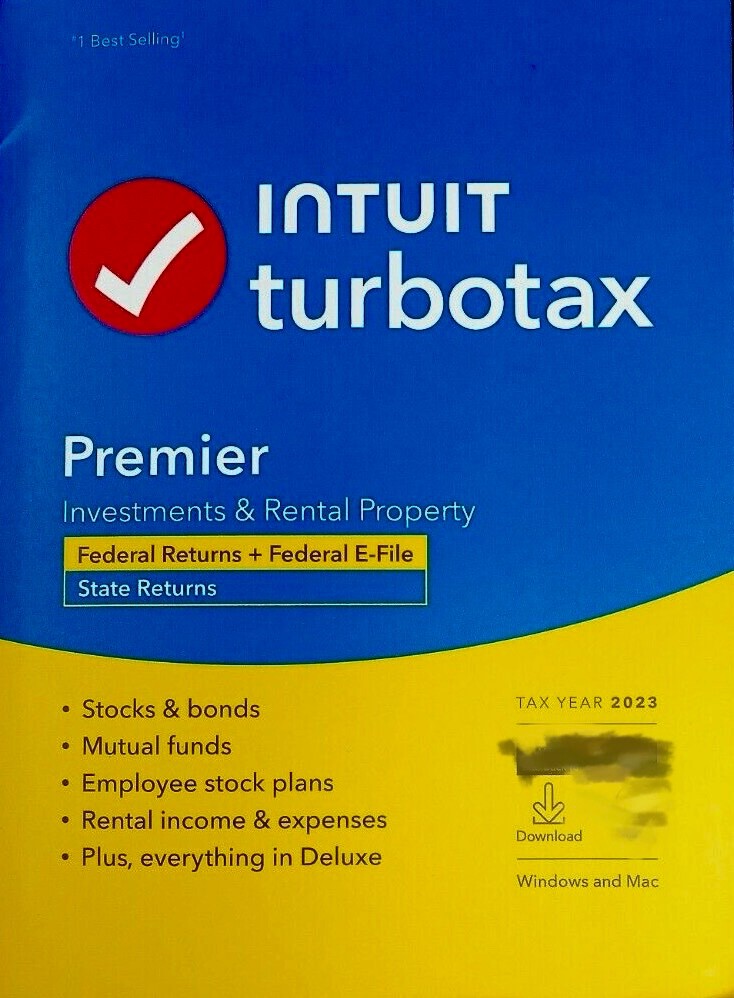 #1 Best Selling¹
INTUIT
turbotax
Premier
Investments & Rental Property
Federal Returns + Federal E-File
State Returns
• Stocks & bonds
• Mutual funds
• Employee stock plans
• Rental income & expenses
• Plus, everything in Deluxe
TAX YEAR 2023
Download
Windows and Mac